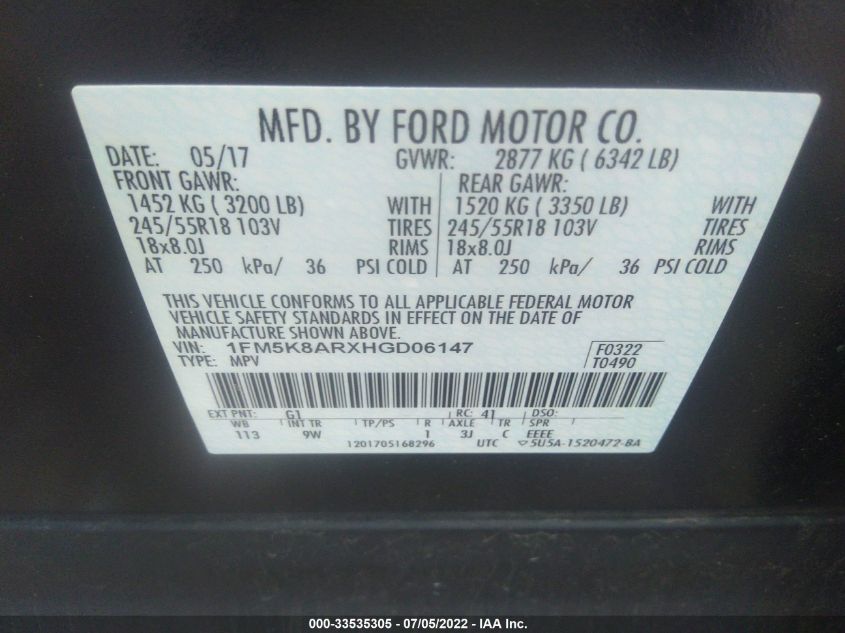 MFD. BY FORD MOTOR CO.
DATE: 05/17 GVWR: 2877 KG ( 6342 LB)
FRONT GAWR: REAR GAWR:
1452 KG ( 3200 LB) WITH 1520 KG ( 3350 LB) WITH
245/55R18 103V TIRES 245/55R18 103V TIRES
18x8.0J RIMS 18x8.0J RIMS
AT 250 kPa/ 36 PSI COLD AT 250 kPa/ 36 PSI COLD
THIS VEHICLE CONFORMS TO ALL APPLICABLE FEDERAL MOTOR
VEHICLE SAFETY STANDARDS IN EFFECT ON THE DATE OF
MANUFACTURE SHOWN ABOVE.
VIN: 1FM5K8ARXHGD06147 F0322
TYPE: MPV T0490
EXT PNT: G1 RC: 41 DSO:
WB INT TR TP/PS R AXLE TR SPR
113 9W 1 3J C EEEE
1201705168296 UTC 5U5A-1520472-BA
000-33535305 - 07/05/2022 - IAA Inc.